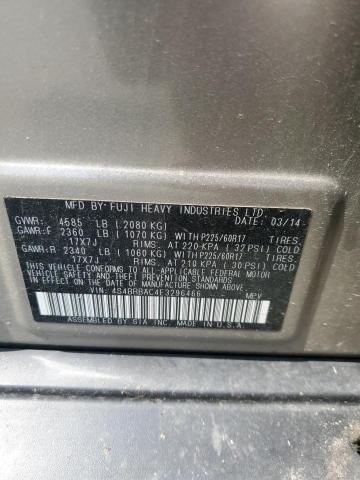 MFD BY·FUJI HEAVY INDUSTRIES LTD.
DATE: 03/14
GVWR: 4585 LB ( 2080 KG)
GAWR:F 2360 LB ( 1070 KG) WITH P225/60R17 TIRES
17X7J RIMS, AT 220 KPA ( 32 PSI) COLD
GAWR:R 2340 LB ( 1060 KG) WITH P225/60R17 TIRES
17X7J RIMS, AT 210 KPA ( 30 PSI) COLD
THIS VEHICLE CONFORMS TO ALL APPLICABLE FEDERAL MOTOR
VEHICLE SAFETY, BUMPER, AND THEFT PREVENTION STANDARDS
IN EFFECT ON THE DATE OF MANUFACTURE SHOWN ABOVE.
VIN: 4S4BRBAC4E3296466 MPV
ASSEMBLED BY SIA, INC. MADE IN U.S.A.